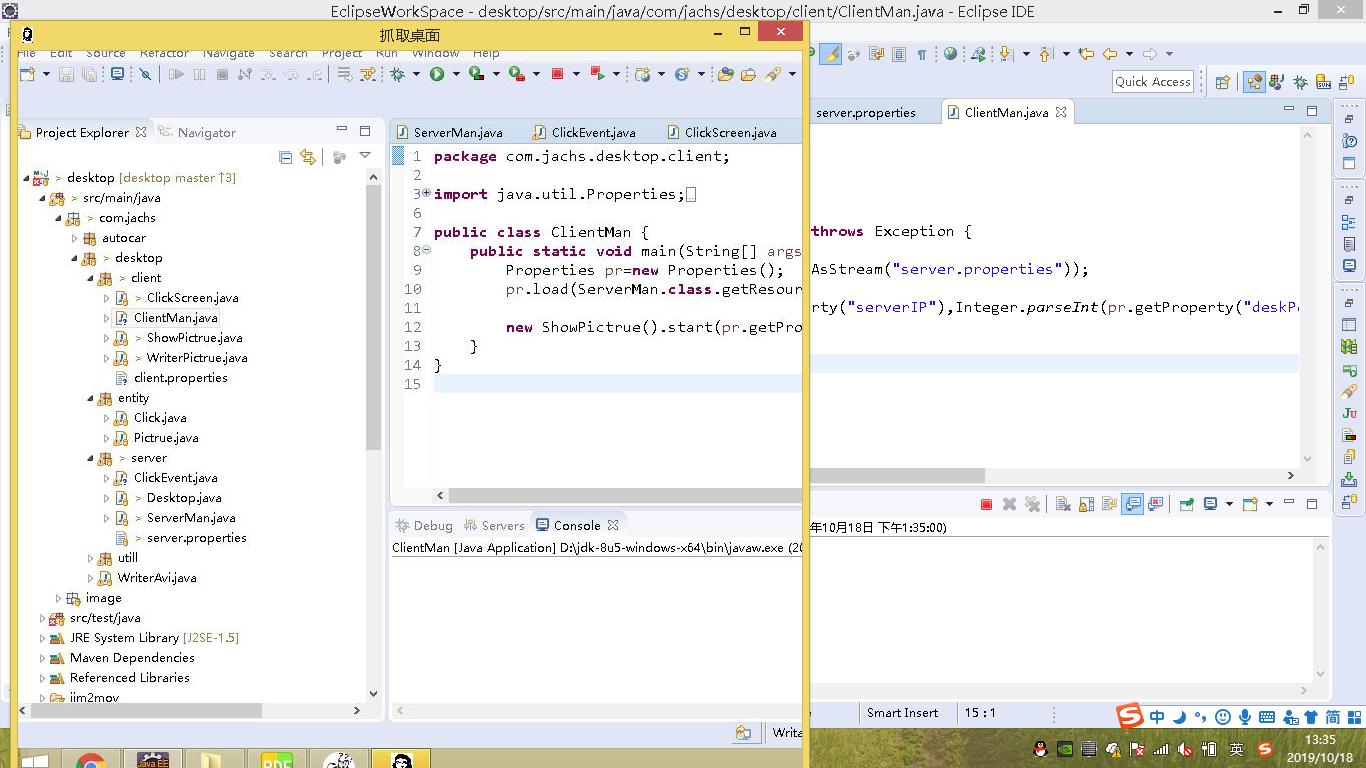 EclipseWorkSpace - desktop/src/main/java/com/jachs/desktop/client/ClientMan.java - Eclipse IDE
抓取桌面
File Edit Source Refactor Navigate Search Project Run Window Help
Quick Access
Project Explorer Navigator
ServerMan.java ClickEvent.java ClickScreen.java
server.properties ClientMan.java
> desktop [desktop master ↑3]
> src/main/java
> com.jachs
autocar
> desktop
> client
> ClickScreen.java
ClientMan.java
> ShowPictrue.java
> WriterPictrue.java
client.properties
entity
Click.java
Pictrue.java
> server
ClickEvent.java
> Desktop.java
> ServerMan.java
> server.properties
utill
WriterAvi.java
image
src/test/java
JRE System Library [J2SE-1.5]
Maven Dependencies
Referenced Libraries
jim2mov
1 package com.jachs.desktop.client;
2
3 import java.util.Properties;
6
7 public class ClientMan {
8 public static void main(String[] args
9 Properties pr=new Properties();
10 pr.load(ServerMan.class.getResour
11
12 new ShowPictrue().start(pr.getPro
13 }
14 }
15
throws Exception {
AsStream("server.properties"));
rty("serverIP"),Integer.parseInt(pr.getProperty("deskP
Debug Servers Console
ClientMan [Java Application] D:\jdk-8u5-windows-x64\bin\javaw.exe (20
年10月18日 下午1:35:00)
Writa
Smart Insert 15 : 1
中 简
英
13:35
2019/10/18
Java EE
PDF